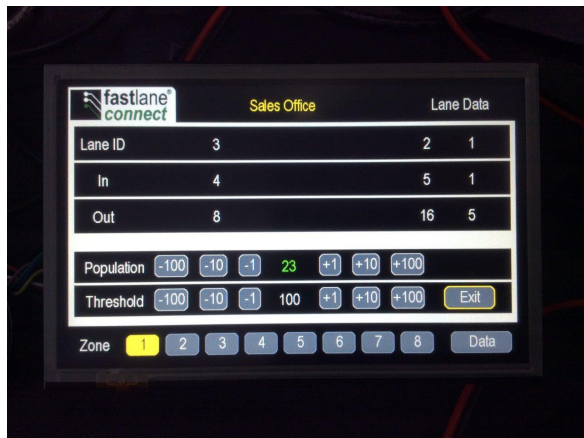 fastlane®
connect
Sales Office
Lane Data
Lane ID 3 2 1
In 4 5 1
Out 8 16 5
Population -100 -10 -1 23 +1 +10 +100
Threshold -100 -10 -1 100 +1 +10 +100 Exit
Zone 1 2 3 4 5 6 7 8 Data